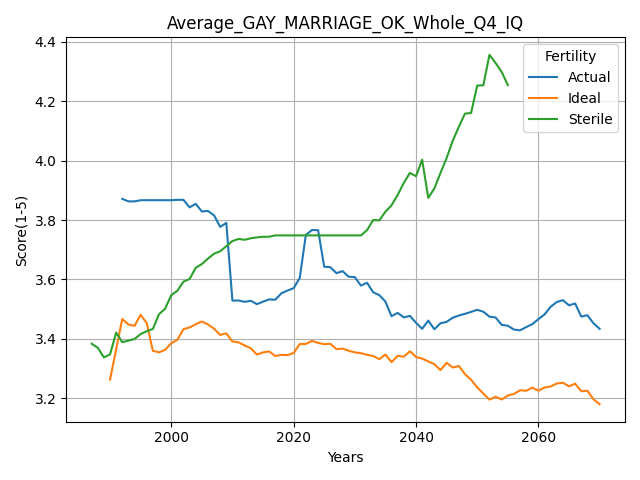 Average_GAY_MARRIAGE_OK_Whole_Q4_IQ
Fertility
Actual
Ideal
Sterile
Score(1-5)
4.4
4.2
4.0
3.8
3.6
3.4
3.2
2000
2020
2040
2060
Years